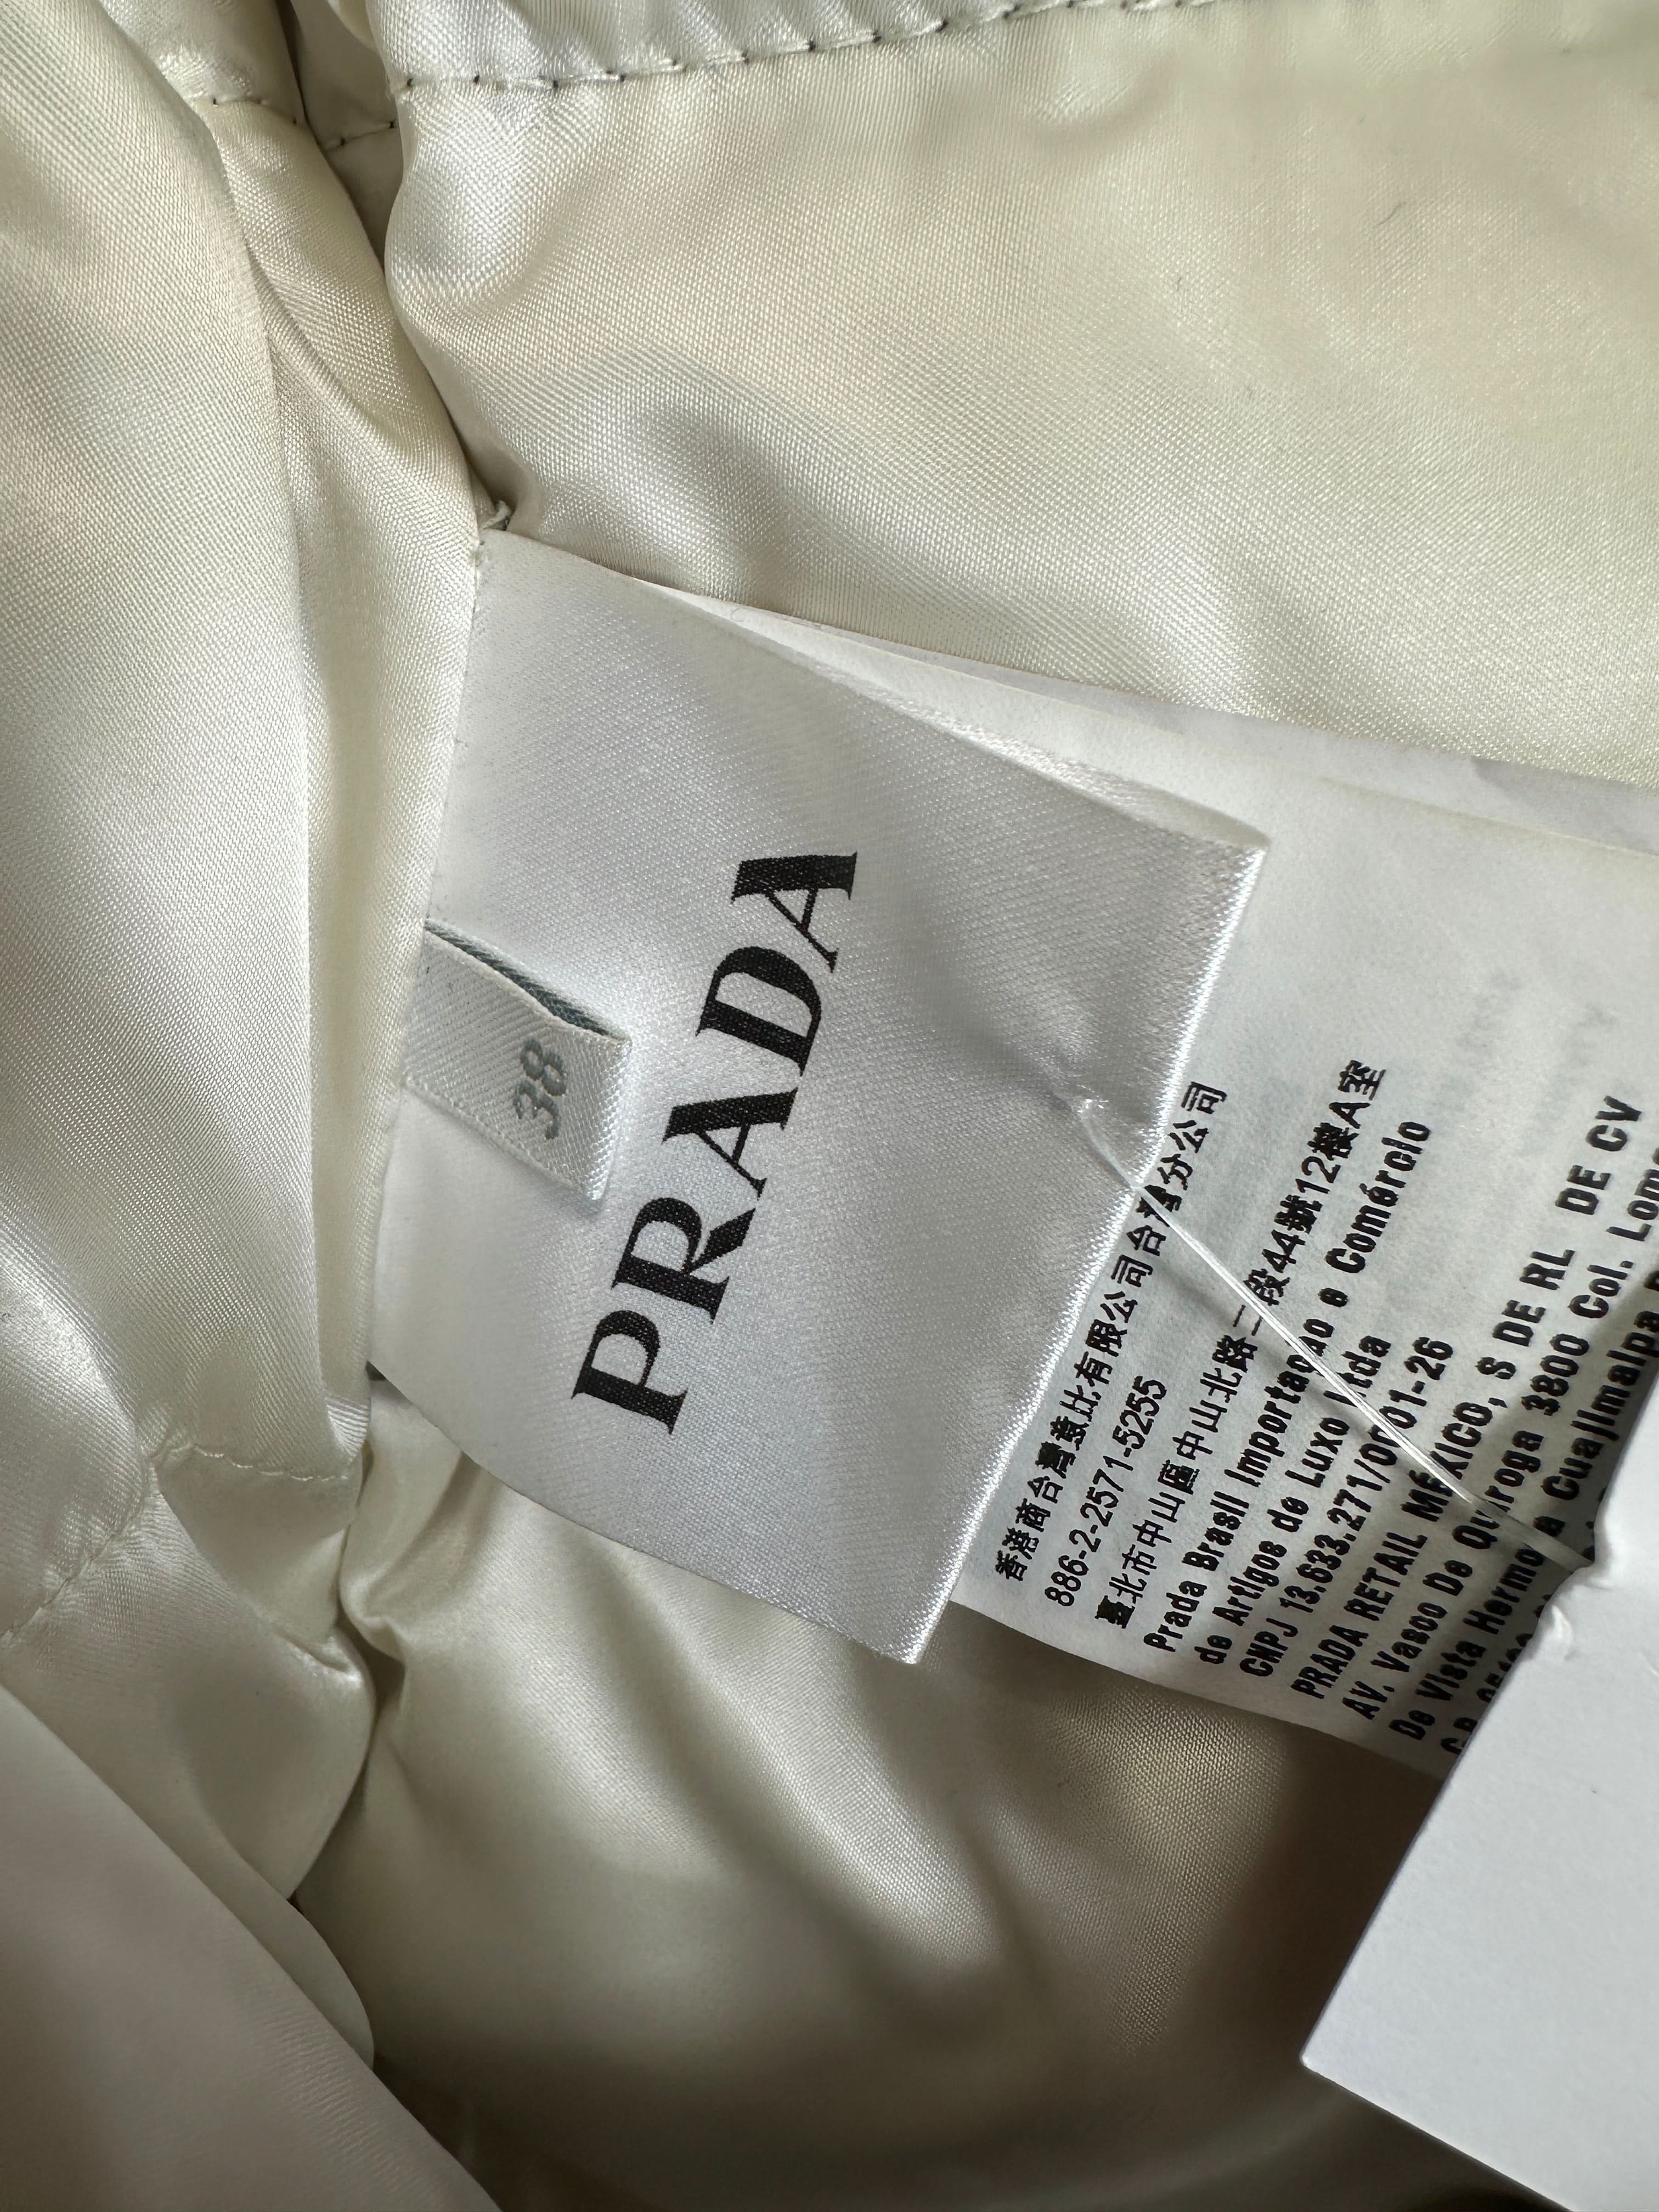 PRADA
38
香港商台灣普比有限公司台灣分公司
886-2-2571-5255
臺北市中山區中山北路二段44號12樓A室
Prada Brasil Importação e Comércio
de Artigos de Luxo Ltda
CNPJ 13.633.271/0001-26
PRADA RETAIL MEXICO, S DE RL DE CV
AV. Vasco De Quiroga 3800 Col. Lomas
De Vista Hermosa Cuajimalpa